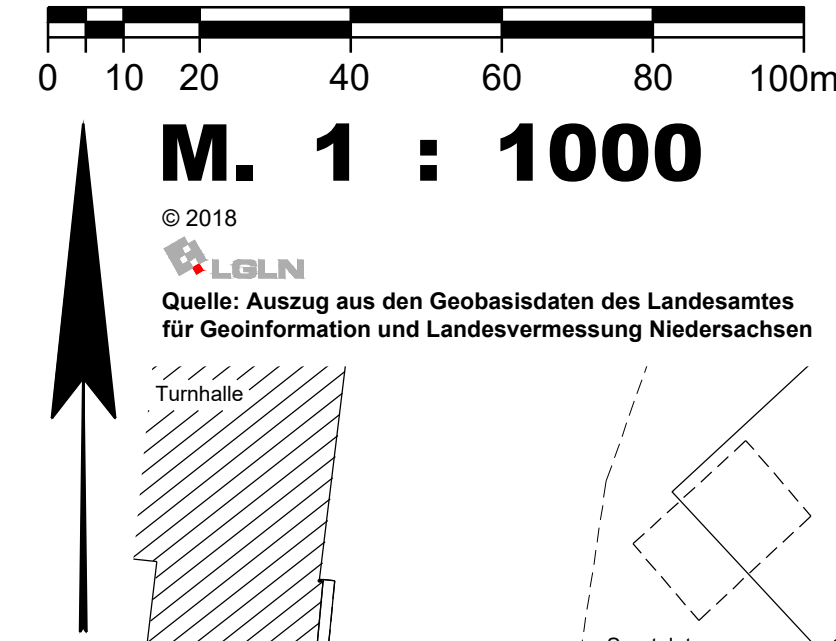 0 10 20 40 60 80 100m
M. 1 : 1000
© 2018
LGLN
Quelle: Auszug aus den Geobasisdaten des Landesamtes
für Geoinformation und Landesvermessung Niedersachsen
Turnhalle